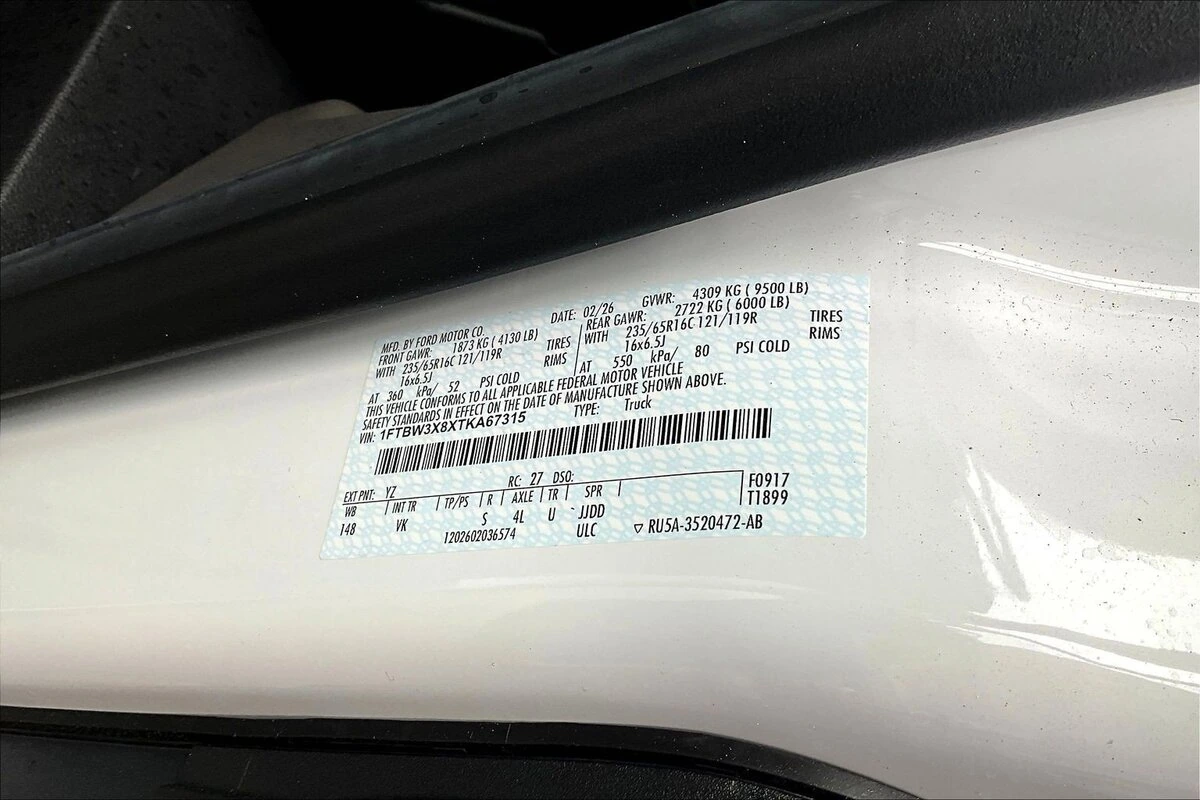 MFD. BY FORD MOTOR CO. DATE: 02/26 GVWR: 4309 KG ( 9500 LB)
FRONT GAWR: 1873 KG ( 4130 LB) REAR GAWR: 2722 KG ( 6000 LB)
WITH 235/65R16C 121/119R TIRES WITH 235/65R16C 121/119R TIRES
16x6.5J RIMS 16x6.5J RIMS
AT 360 kPa/ 52 PSI COLD AT 550 kPa/ 80 PSI COLD
THIS VEHICLE CONFORMS TO ALL APPLICABLE FEDERAL MOTOR VEHICLE
SAFETY STANDARDS IN EFFECT ON THE DATE OF MANUFACTURE SHOWN ABOVE.
VIN: 1FTBW3X8XTKA67315 TYPE: Truck
EXT PNT: YZ RC: 27 DSO: F0917
WB INT TR TP/PS R AXLE TR SPR T1899
148 VK S 4L U JJDD
1202602036574 ULC ▽ RU5A-3520472-AB